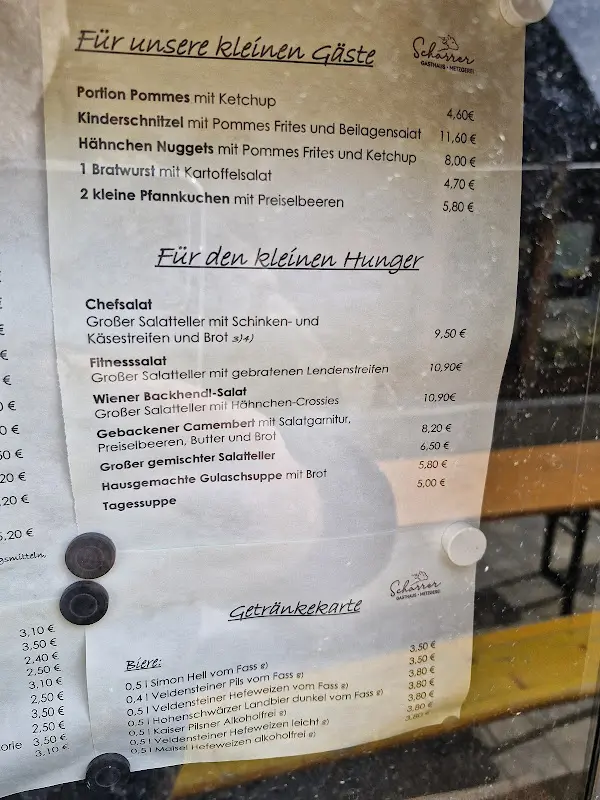 Für unsere kleinen Gäste
Schärrer
GASTHAUS • METZGEREI
Portion Pommes mit Ketchup 4,60€
Kinderschnitzel mit Pommes Frites und Beilagensalat 11,60 €
Hähnchen Nuggets mit Pommes Frites und Ketchup 8,00 €
1 Bratwurst mit Kartoffelsalat 4,70 €
2 kleine Pfannkuchen mit Preiselbeeren 5,80 €
Für den kleinen Hunger
Chefsalat
Großer Salatteller mit Schinken- und
Käsestreifen und Brot 3)4) 9,50 €
Fitnesssalat
Großer Salatteller mit gebratenen Lendenstreifen 10,90€
Wiener Backhendl-Salat
Großer Salatteller mit Hähnchen-Crossies 10,90€
Gebackener Camembert mit Salatgarnitur,
Preiselbeeren, Butter und Brot 8,20 €
Großer gemischter Salatteller 6,50 €
Hausgemachte Gulaschsuppe mit Brot 5,80 €
Tagessuppe 5,00 €
5,20 €
3,10 €
3,50 €
2,40 €
2,50 €
3,10 €
2,50 €
3,50 €
2,50 €
3,50 €
3,10 €
Schärrer
GASTHAUS • METZGEREI
Getränkekarte
Biere:
0,5 l Simon Hell vom Fass g) 3,50 €
0,4 l Veldensteiner Pils vom Fass g) 3,50 €
0,5 l Veldensteiner Hefeweizen vom Fass g) 3,80 €
0,5 l Hohenschwärzer Landbier dunkel vom Fass g) 3,80 €
0,5 l Kaiser Pilsner Alkoholfrei g) 3,80 €
0,5 l Veldensteiner Hefeweizen leicht g) 3,80 €
0,5 l Maisel Hefeweizen alkoholfrei g) 3,80 €